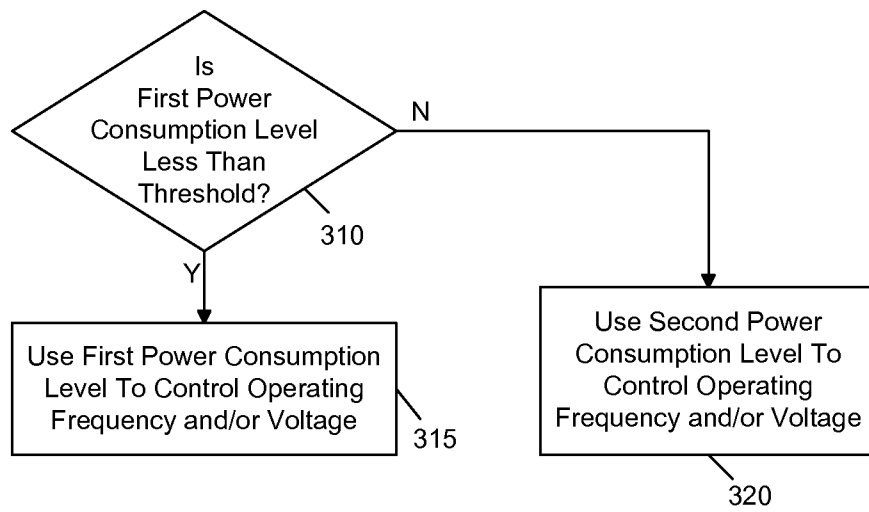 Is
First Power
Consumption Level
Less Than
Threshold?
N
310
Y
Use First Power Consumption
Level To Control Operating
Frequency and/or Voltage
315
Use Second Power
Consumption Level To
Control Operating
Frequency and/or Voltage
320